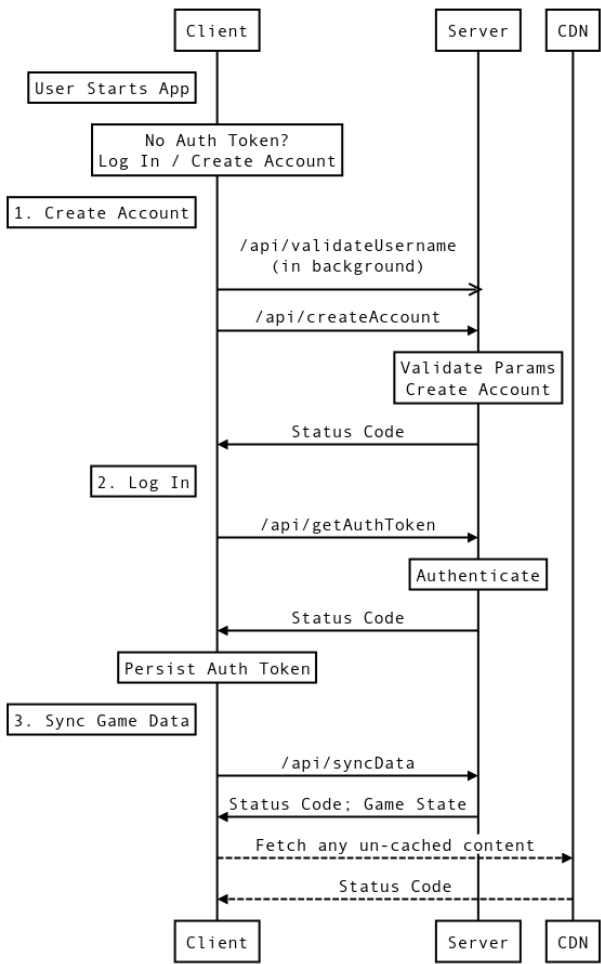 Client
Server
CDN
User Starts App
No Auth Token?
Log In / Create Account
1. Create Account
/api/validateUsername
(in background)
/api/createAccount
Validate Params
Create Account
Status Code
2. Log In
/api/getAuthToken
Authenticate
Status Code
Persist Auth Token
3. Sync Game Data
/api/syncData
Status Code; Game State
Fetch any un-cached content
Status Code
Client
Server
CDN